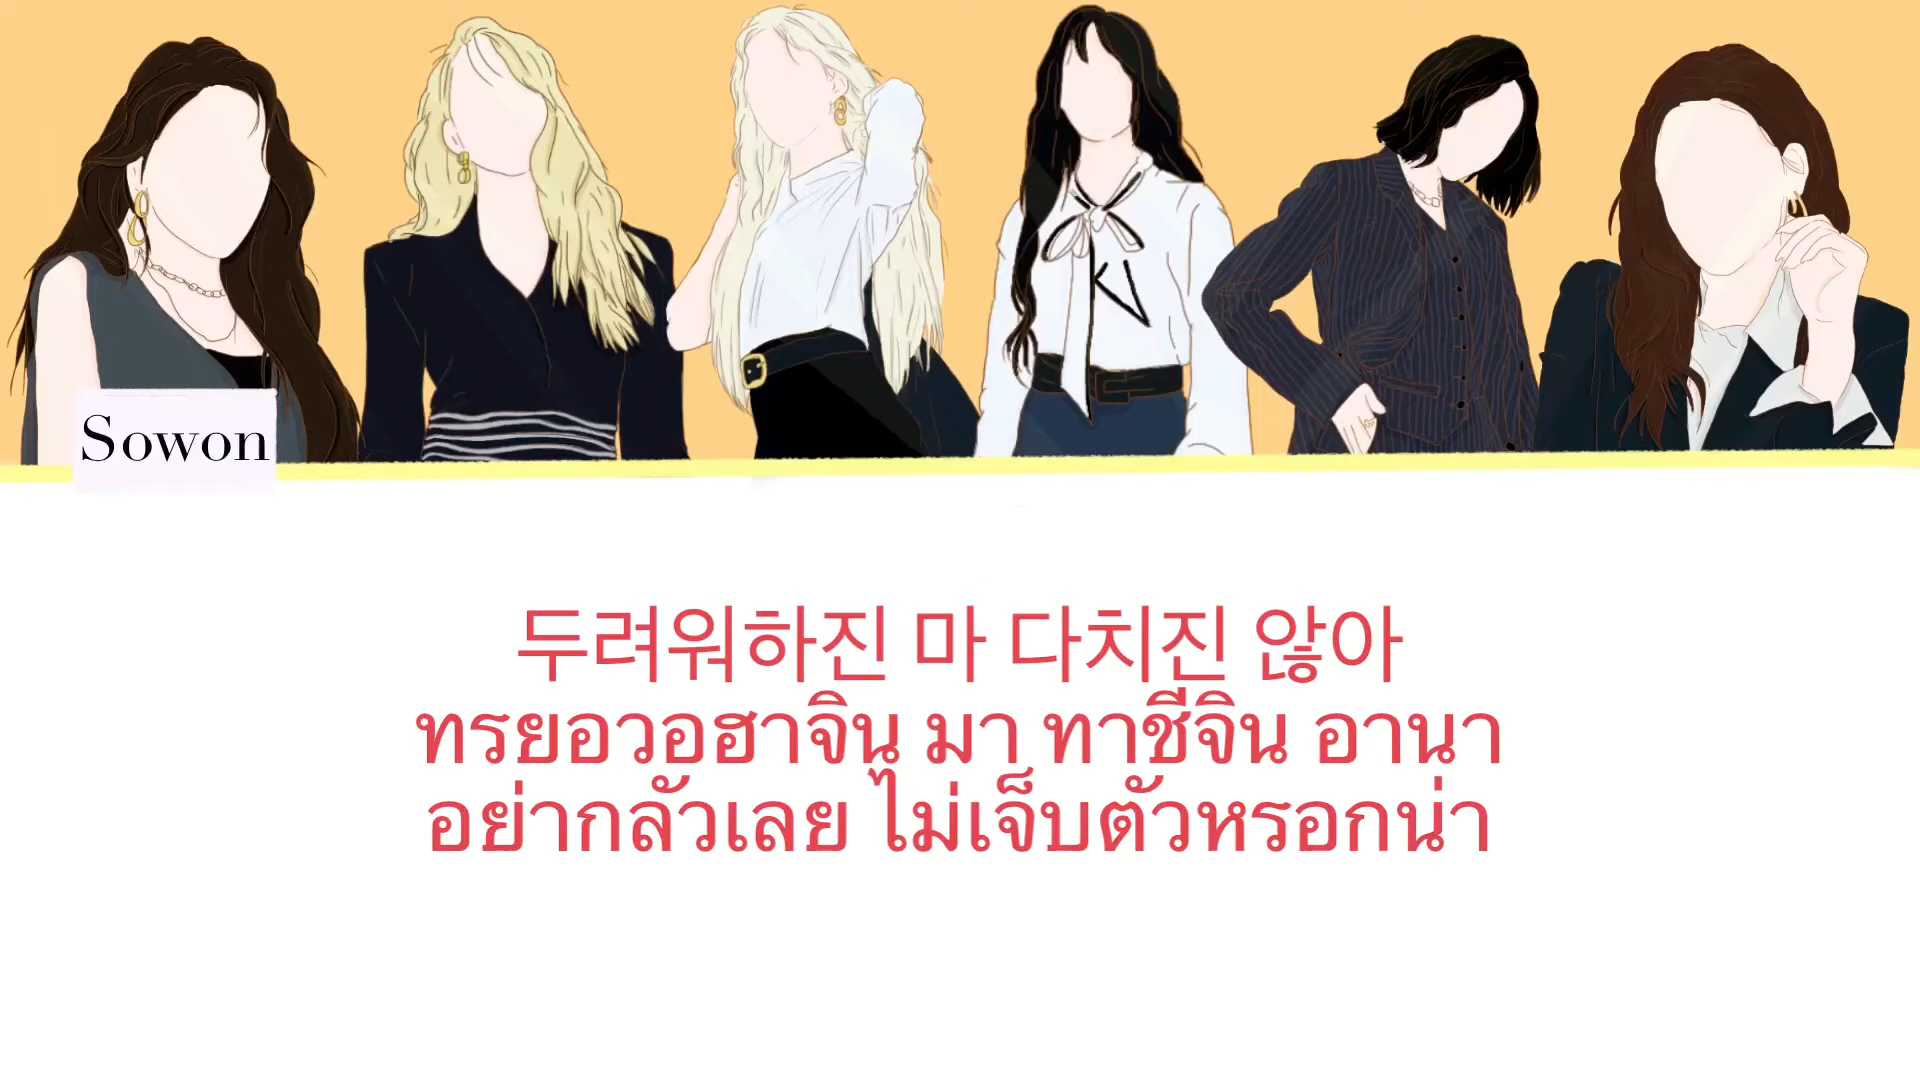 Sowon
두려워하진 마 다치진 않아
ทรยอวอฮาจิน มา ทาชีจิน อานา
อย่ากลัวเลย ไม่เจ็บตัวหรอกน่า